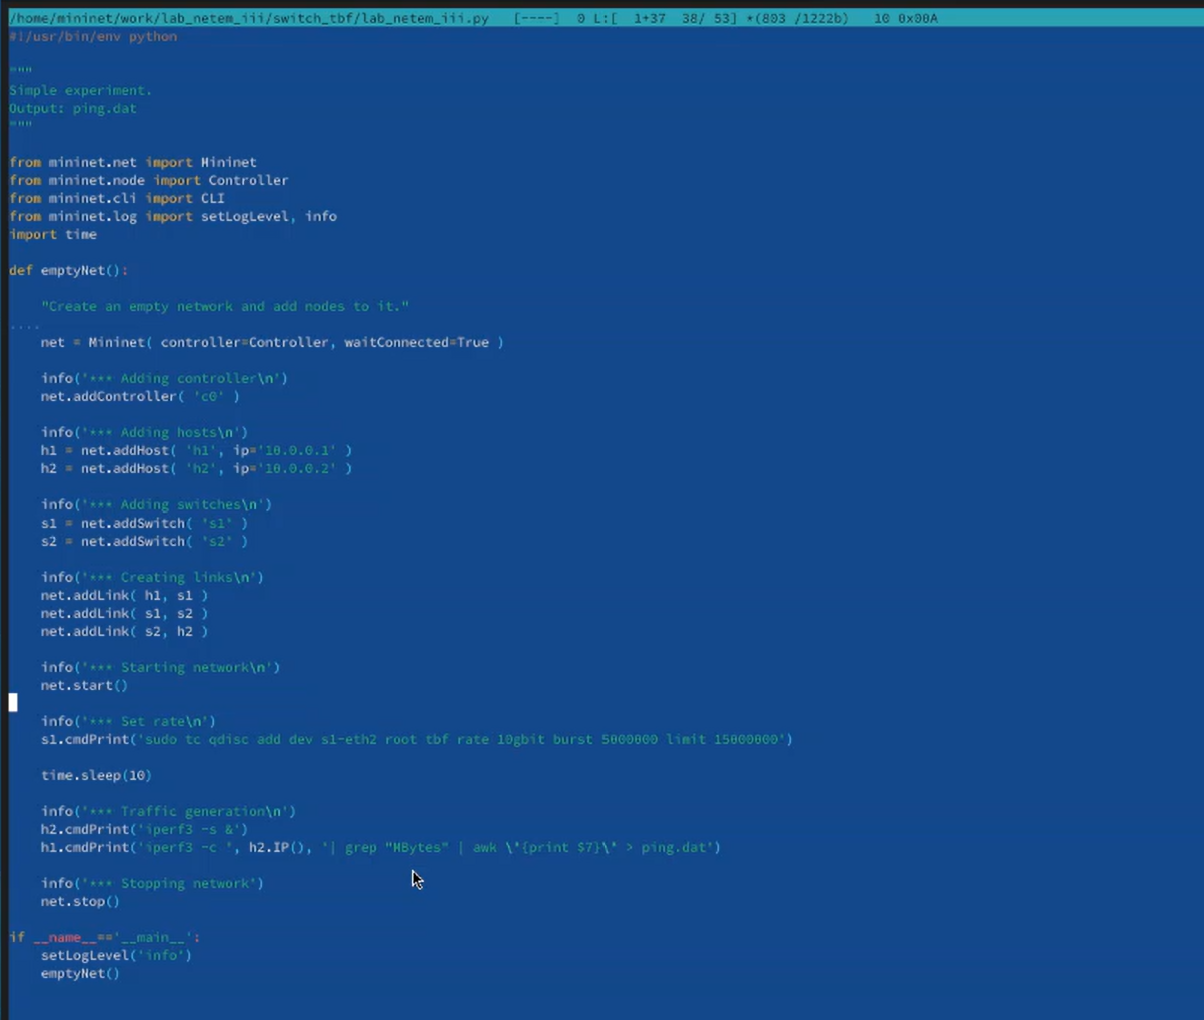 /home/mininet/work/lab_netem_iii/switch_tbf/lab_netem_iii.py   [----]  0 L:[  1+37  38/ 53] *(803 /1222b)   10 0x00A
#!/usr/bin/env python
"""
Simple experiment.
Output: ping.dat
"""
from mininet.net import Mininet
from mininet.node import Controller
from mininet.cli import CLI
from mininet.log import setLogLevel, info
import time
def emptyNet():
    "Create an empty network and add nodes to it."
....
    net = Mininet( controller=Controller, waitConnected=True )
    info('*** Adding controller\n')
    net.addController( 'c0' )
    info('*** Adding hosts\n')
    h1 = net.addHost( 'h1', ip='10.0.0.1' )
    h2 = net.addHost( 'h2', ip='10.0.0.2' )
    info('*** Adding switches\n')
    s1 = net.addSwitch( 's1' )
    s2 = net.addSwitch( 's2' )
    info('*** Creating links\n')
    net.addLink( h1, s1 )
    net.addLink( s1, s2 )
    net.addLink( s2, h2 )
    info('*** Starting network\n')
    net.start()
    info('*** Set rate\n')
    s1.cmdPrint('sudo tc qdisc add dev s1-eth2 root tbf rate 10gbit burst 5000000 limit 15000000')
    time.sleep(10)
    info('*** Traffic generation\n')
    h2.cmdPrint('iperf3 -s &')
    h1.cmdPrint('iperf3 -c ', h2.IP(), '| grep "MBytes" | awk \'{print $7}\' > ping.dat')
    info('*** Stopping network')
    net.stop()
if __name__=='__main__':
    setLogLevel('info')
    emptyNet()